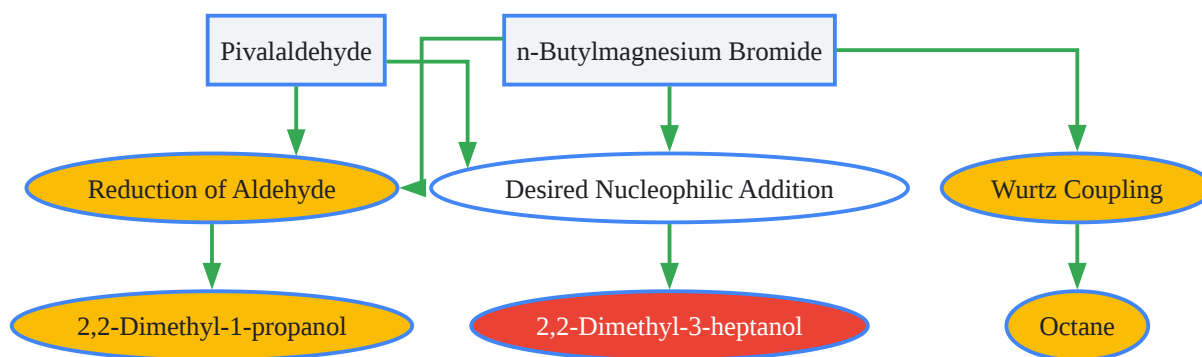 Pivalaldehyde
n-Butylmagnesium Bromide
Reduction of Aldehyde
Desired Nucleophilic Addition
Wurtz Coupling
2,2-Dimethyl-1-propanol
2,2-Dimethyl-3-heptanol
Octane